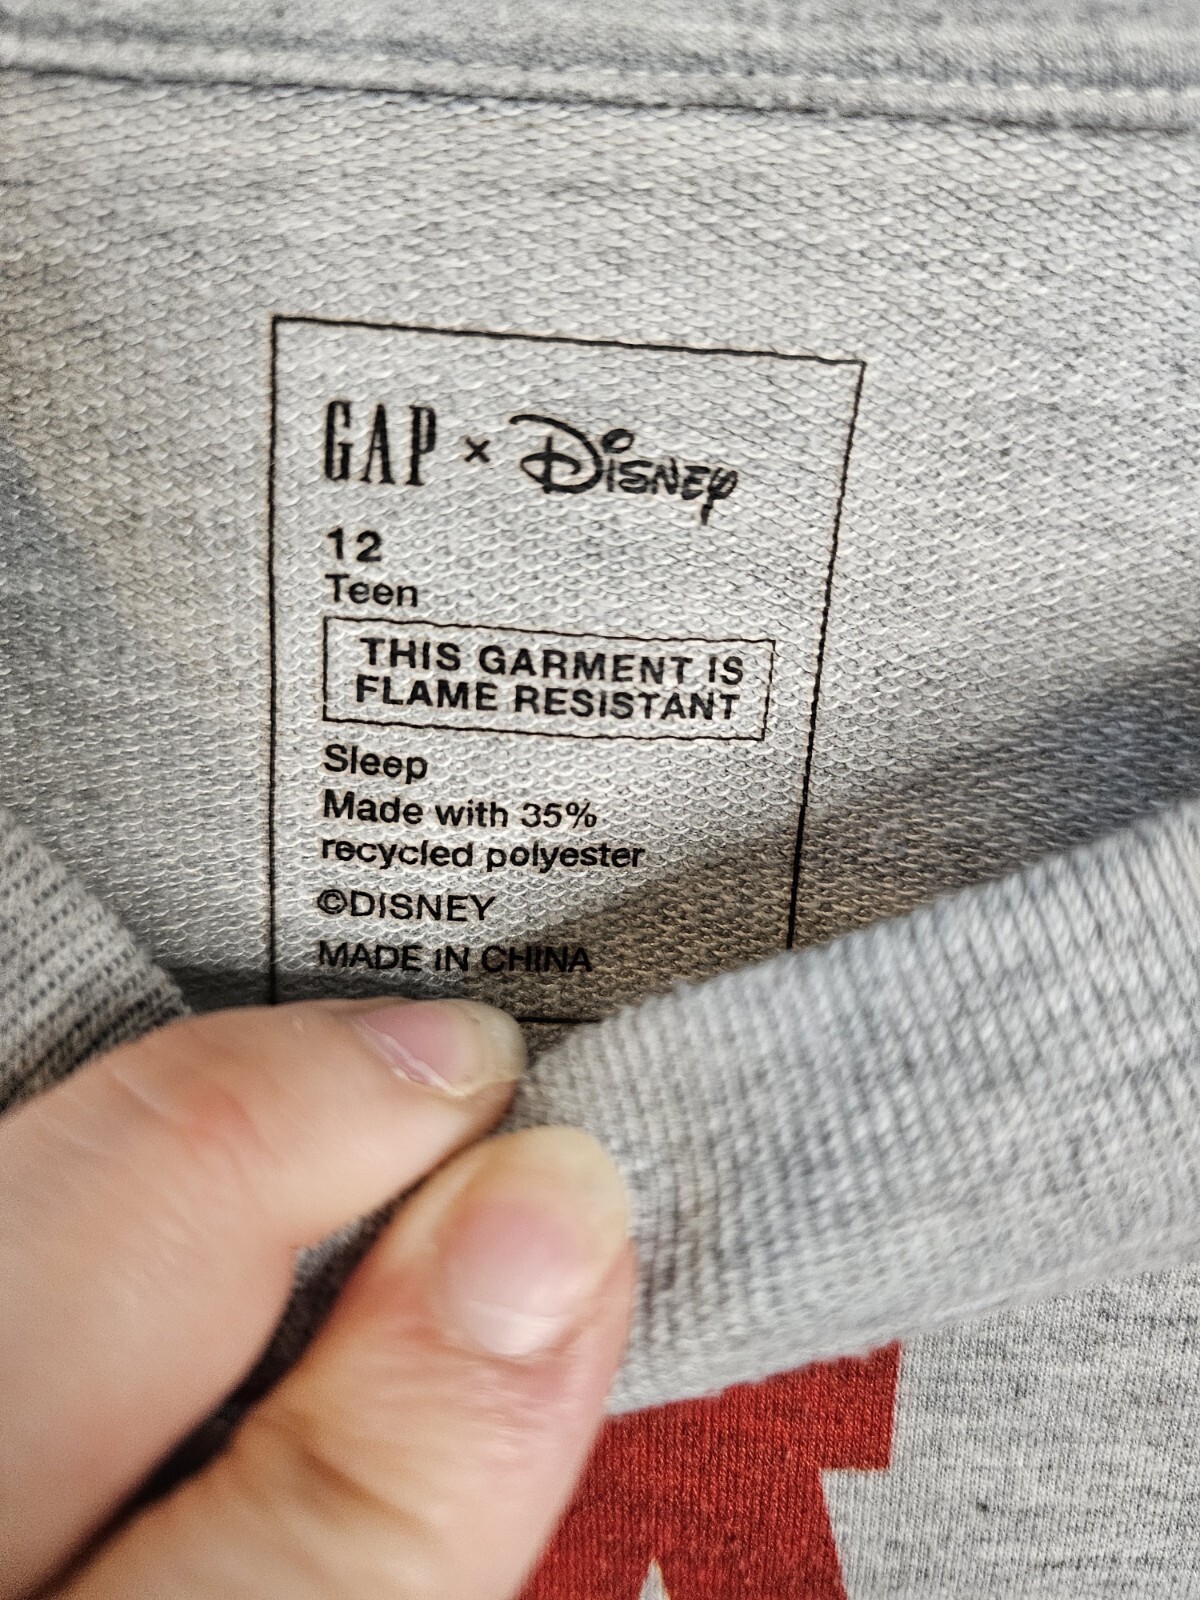 GAP × Disney
12
Teen
THIS GARMENT IS
FLAME RESISTANT
Sleep
Made with 35%
recycled polyester
©DISNEY
MADE IN CHINA